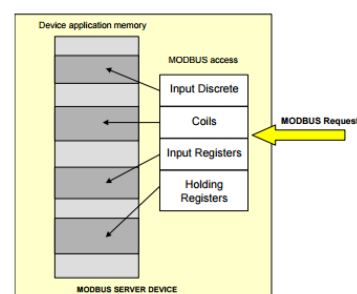 Device application memory
MODBUS access
Input Discrete
Coils
MODBUS Request
Input Registers
Holding
Registers
MODBUS SERVER DEVICE